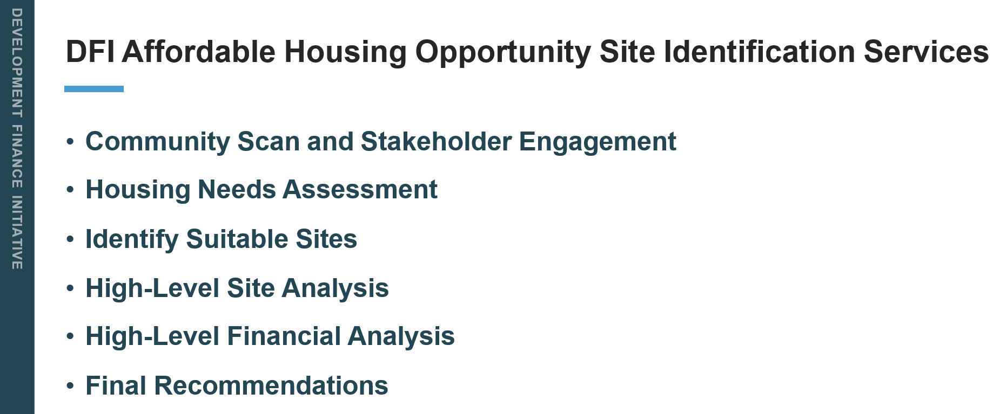 DEVELOPMENT FINANCE INITIATIVE
DFI Affordable Housing Opportunity Site Identification Services
• Community Scan and Stakeholder Engagement
• Housing Needs Assessment
• Identify Suitable Sites
• High-Level Site Analysis
• High-Level Financial Analysis
• Final Recommendations